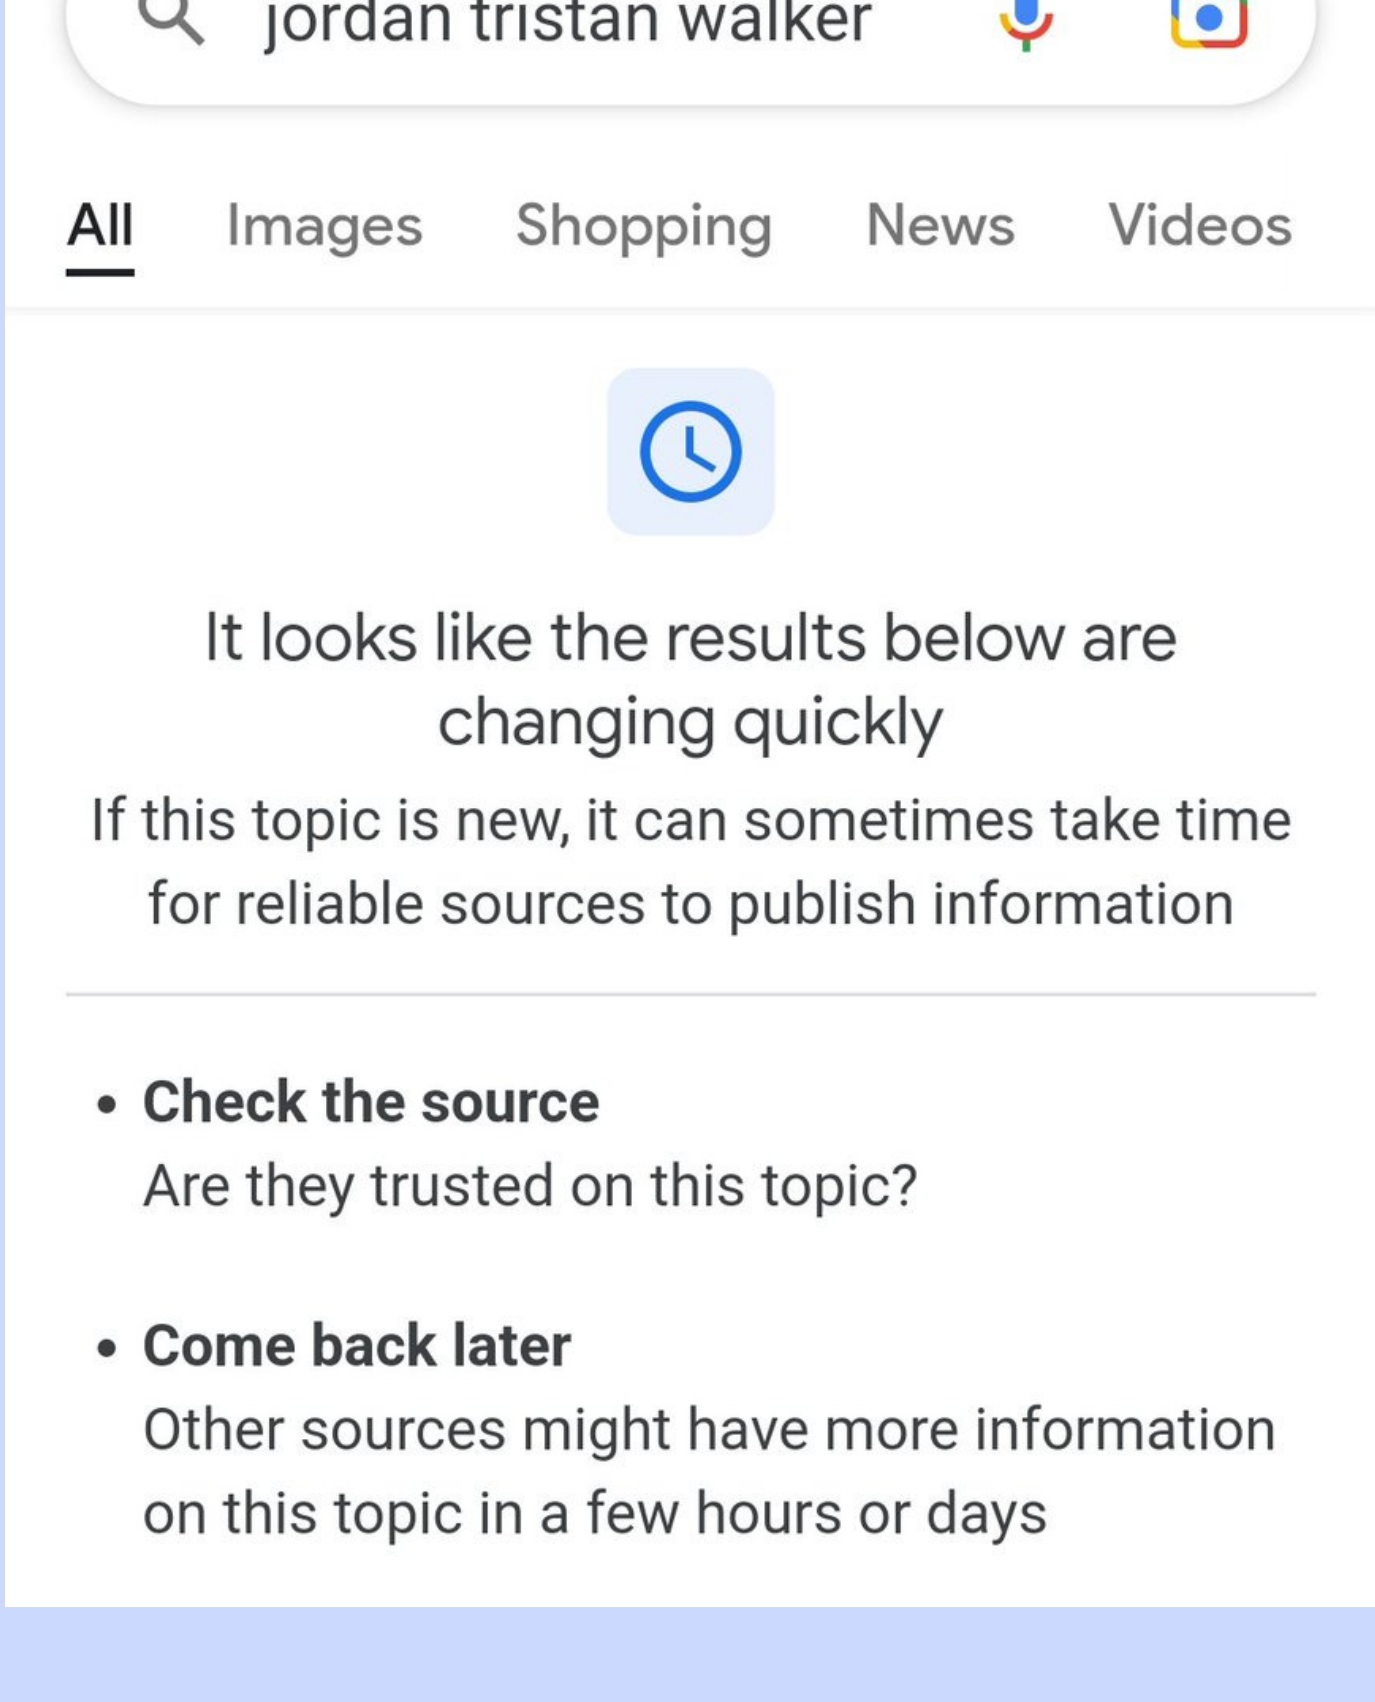 jordan tristan walker
All Images Shopping News Videos
It looks like the results below are
changing quickly
If this topic is new, it can sometimes take time
for reliable sources to publish information
• Check the source
Are they trusted on this topic?
• Come back later
Other sources might have more information
on this topic in a few hours or days